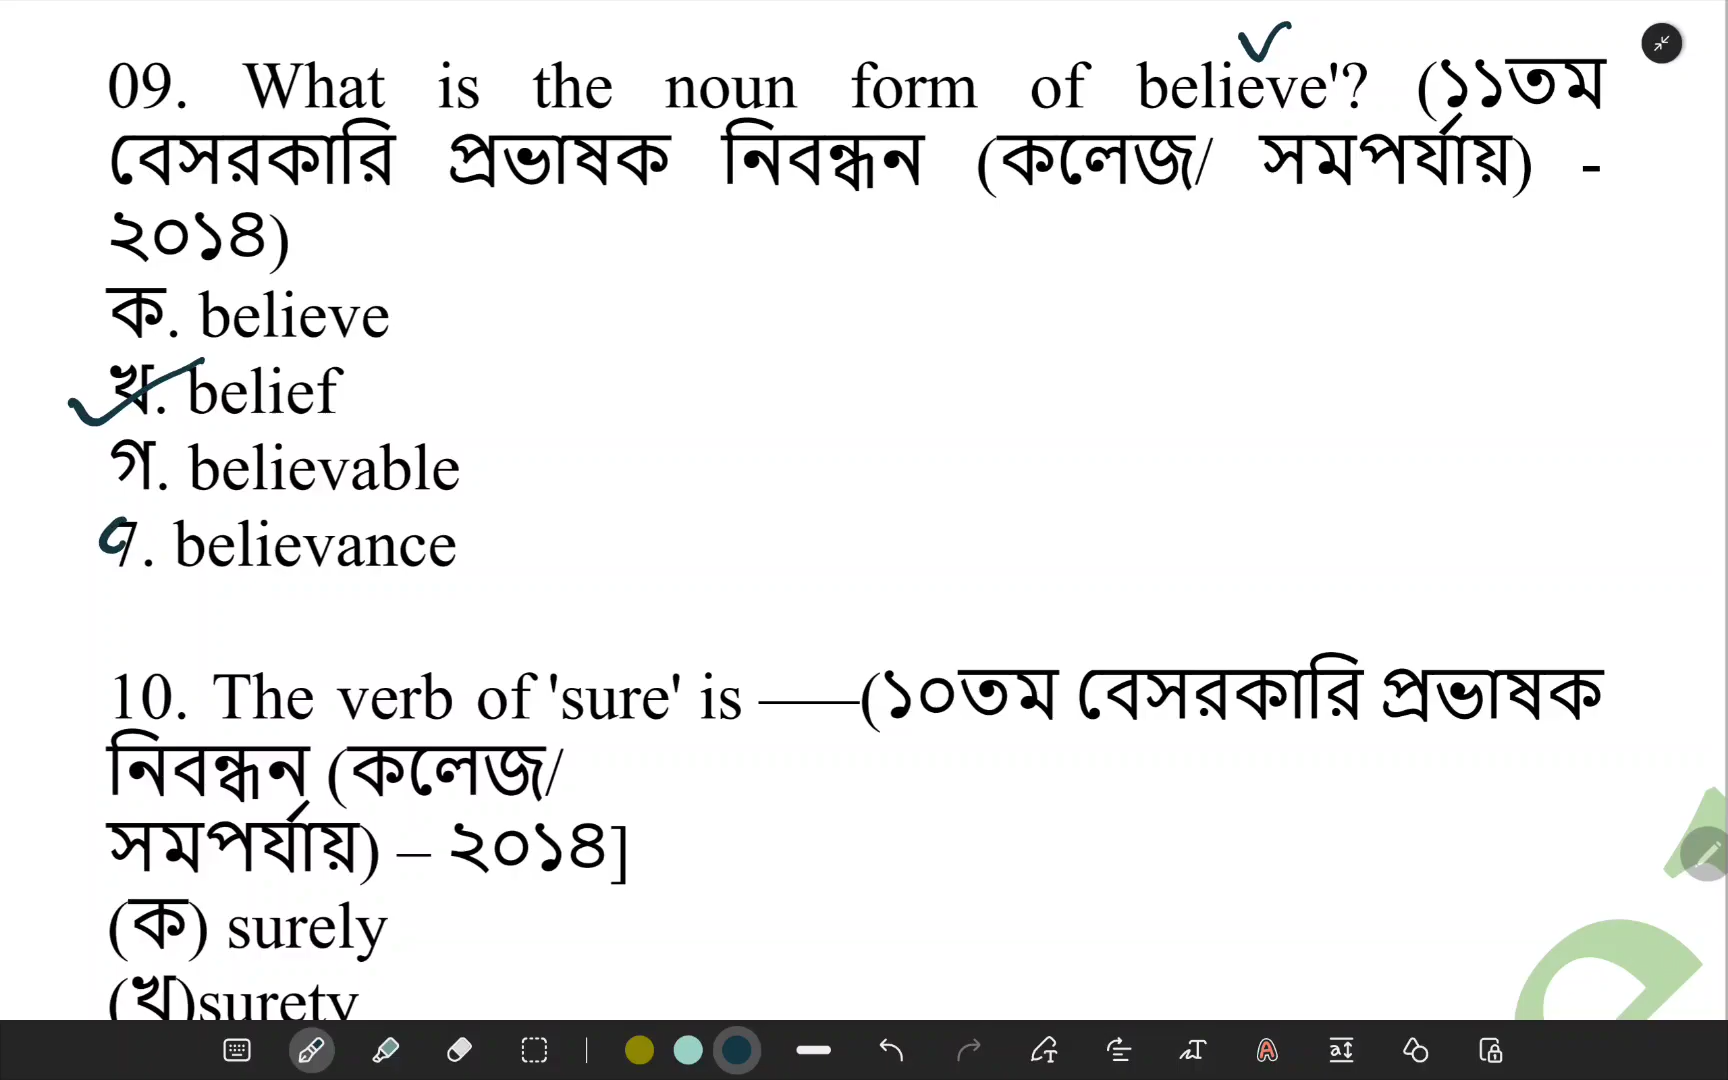 09. What is the noun form of believe'? (১১তম
বেসরকারি প্রভাষক নিবন্ধন (কলেজ/ সমপর্যায়) -
২০১৪)
ক. believe
খ. belief
গ. believable
7. believance
10. The verb of 'sure' is –––(১০তম বেসরকারি প্রভাষক
নিবন্ধন (কলেজ/
সমপর্যায়) – ২০১৪]
(ক) surely
(খ)surety